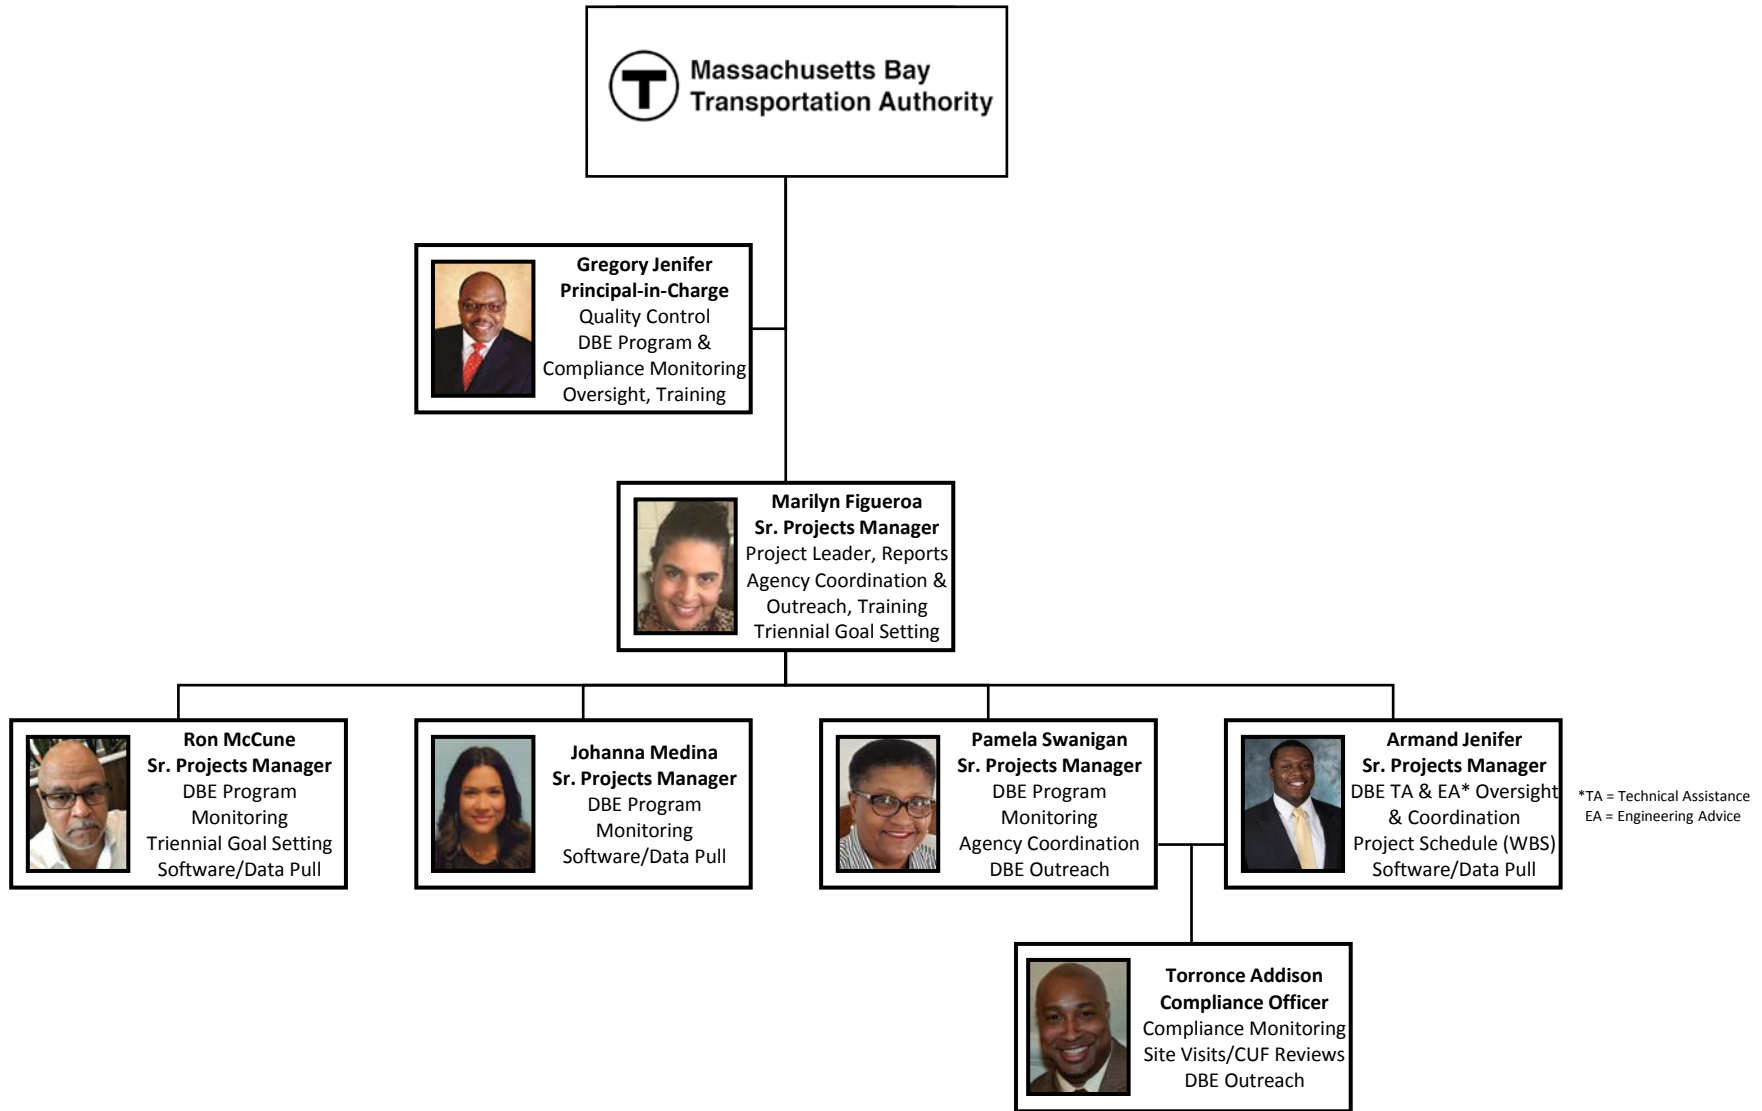 T
Massachusetts Bay
Transportation Authority
Gregory Jenifer
Principal-in-Charge
Quality Control
DBE Program &
Compliance Monitoring
Oversight, Training
Marilyn Figueroa
Sr. Projects Manager
Project Leader, Reports
Agency Coordination &
Outreach, Training
Triennial Goal Setting
Ron McCune
Sr. Projects Manager
DBE Program
Monitoring
Triennial Goal Setting
Software/Data Pull
Johanna Medina
Sr. Projects Manager
DBE Program
Monitoring
Software/Data Pull
Pamela Swanigan
Sr. Projects Manager
DBE Program
Monitoring
Agency Coordination
DBE Outreach
Armand Jenifer
Sr. Projects Manager
DBE TA & EA* Oversight
& Coordination
Project Schedule (WBS)
Software/Data Pull
*TA = Technical Assistance
EA = Engineering Advice
Torronce Addison
Compliance Officer
Compliance Monitoring
Site Visits/CUF Reviews
DBE Outreach